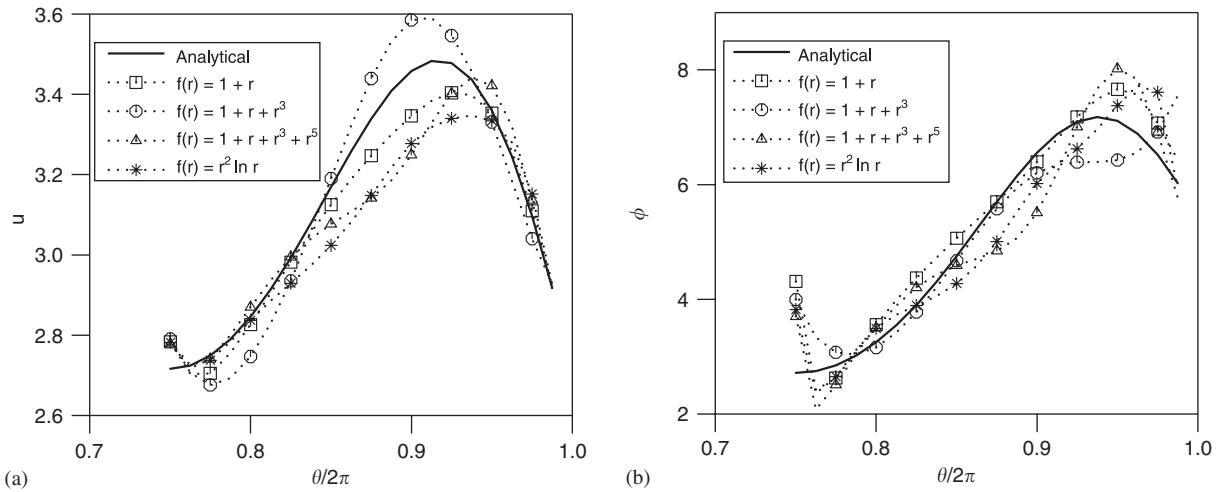 3.6
3.4
3.2
3.0
2.8
2.6
u
Analytical
f(r) = 1 + r
f(r) = 1 + r + r³
f(r) = 1 + r + r³ + r⁵
f(r) = r² ln r
0.7
0.8
0.9
1.0
(a)
θ/2π
8
6
4
2
ϕ
Analytical
f(r) = 1 + r
f(r) = 1 + r + r³
f(r) = 1 + r + r³ + r⁵
f(r) = r² ln r
0.7
0.8
0.9
1.0
(b)
θ/2π